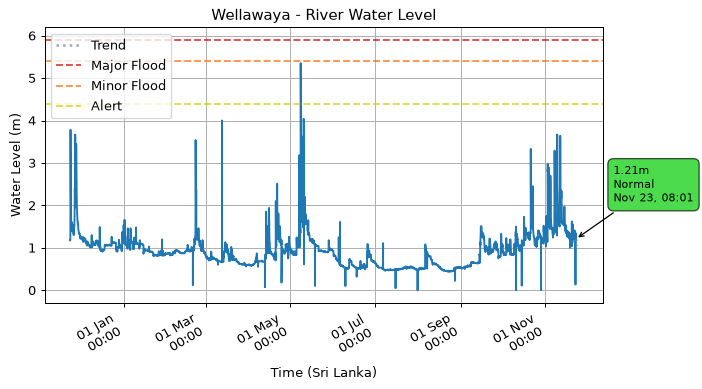 Wellawaya - River Water Level
Trend
Major Flood
Minor Flood
Alert
Water Level (m)
6
5
4
3
2
1
0
1.21m
Normal
Nov 23, 08:01
01 Jan
00:00
01 Mar
00:00
01 May
00:00
01 Jul
00:00
01 Sep
00:00
01 Nov
00:00
Time (Sri Lanka)